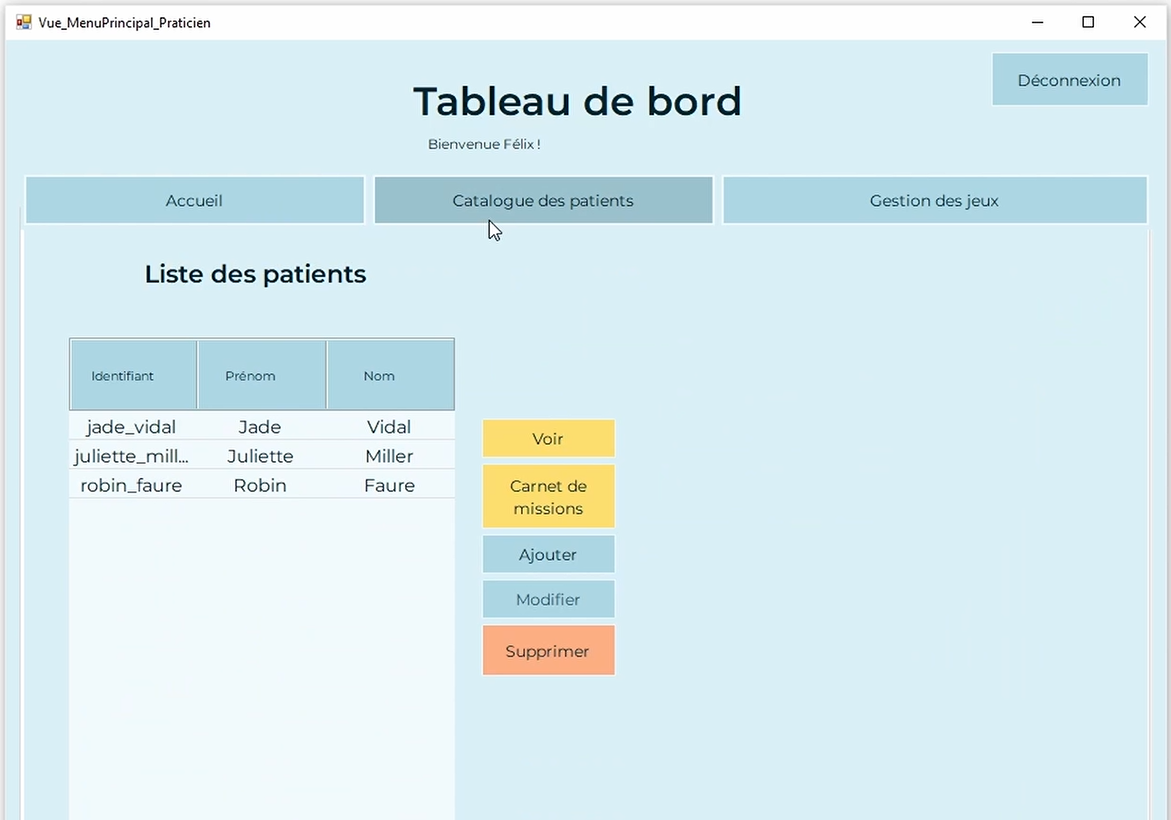 Vue_MenuPrincipal_Praticien
Déconnexion
Tableau de bord
Bienvenue Félix !
Accueil
Catalogue des patients
Gestion des jeux
Liste des patients
Identifiant Prénom Nom
jade_vidal Jade Vidal
juliette_mill... Juliette Miller
robin_faure Robin Faure
Voir
Carnet de
missions
Ajouter
Modifier
Supprimer